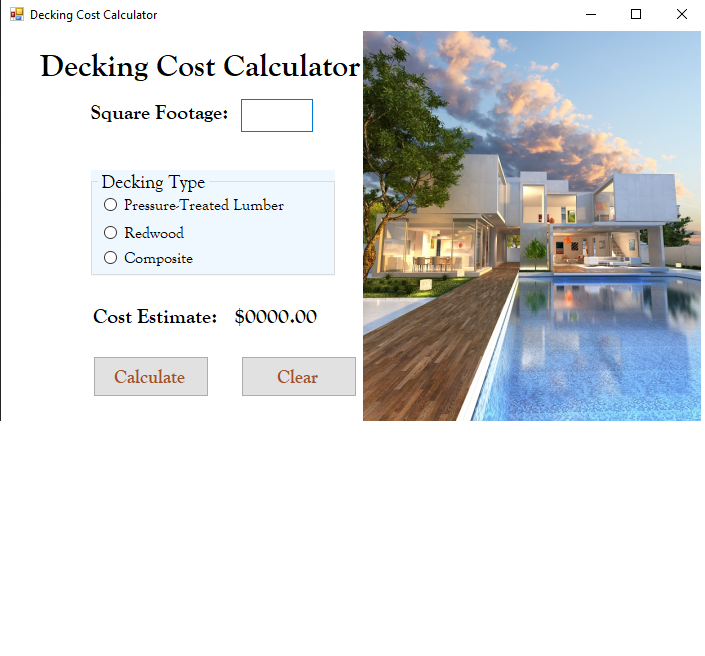 Decking Cost Calculator
Decking Cost Calculator
Square Footage:
Decking Type
Pressure-Treated Lumber
Redwood
Composite
Cost Estimate: $0000.00
Calculate Clear